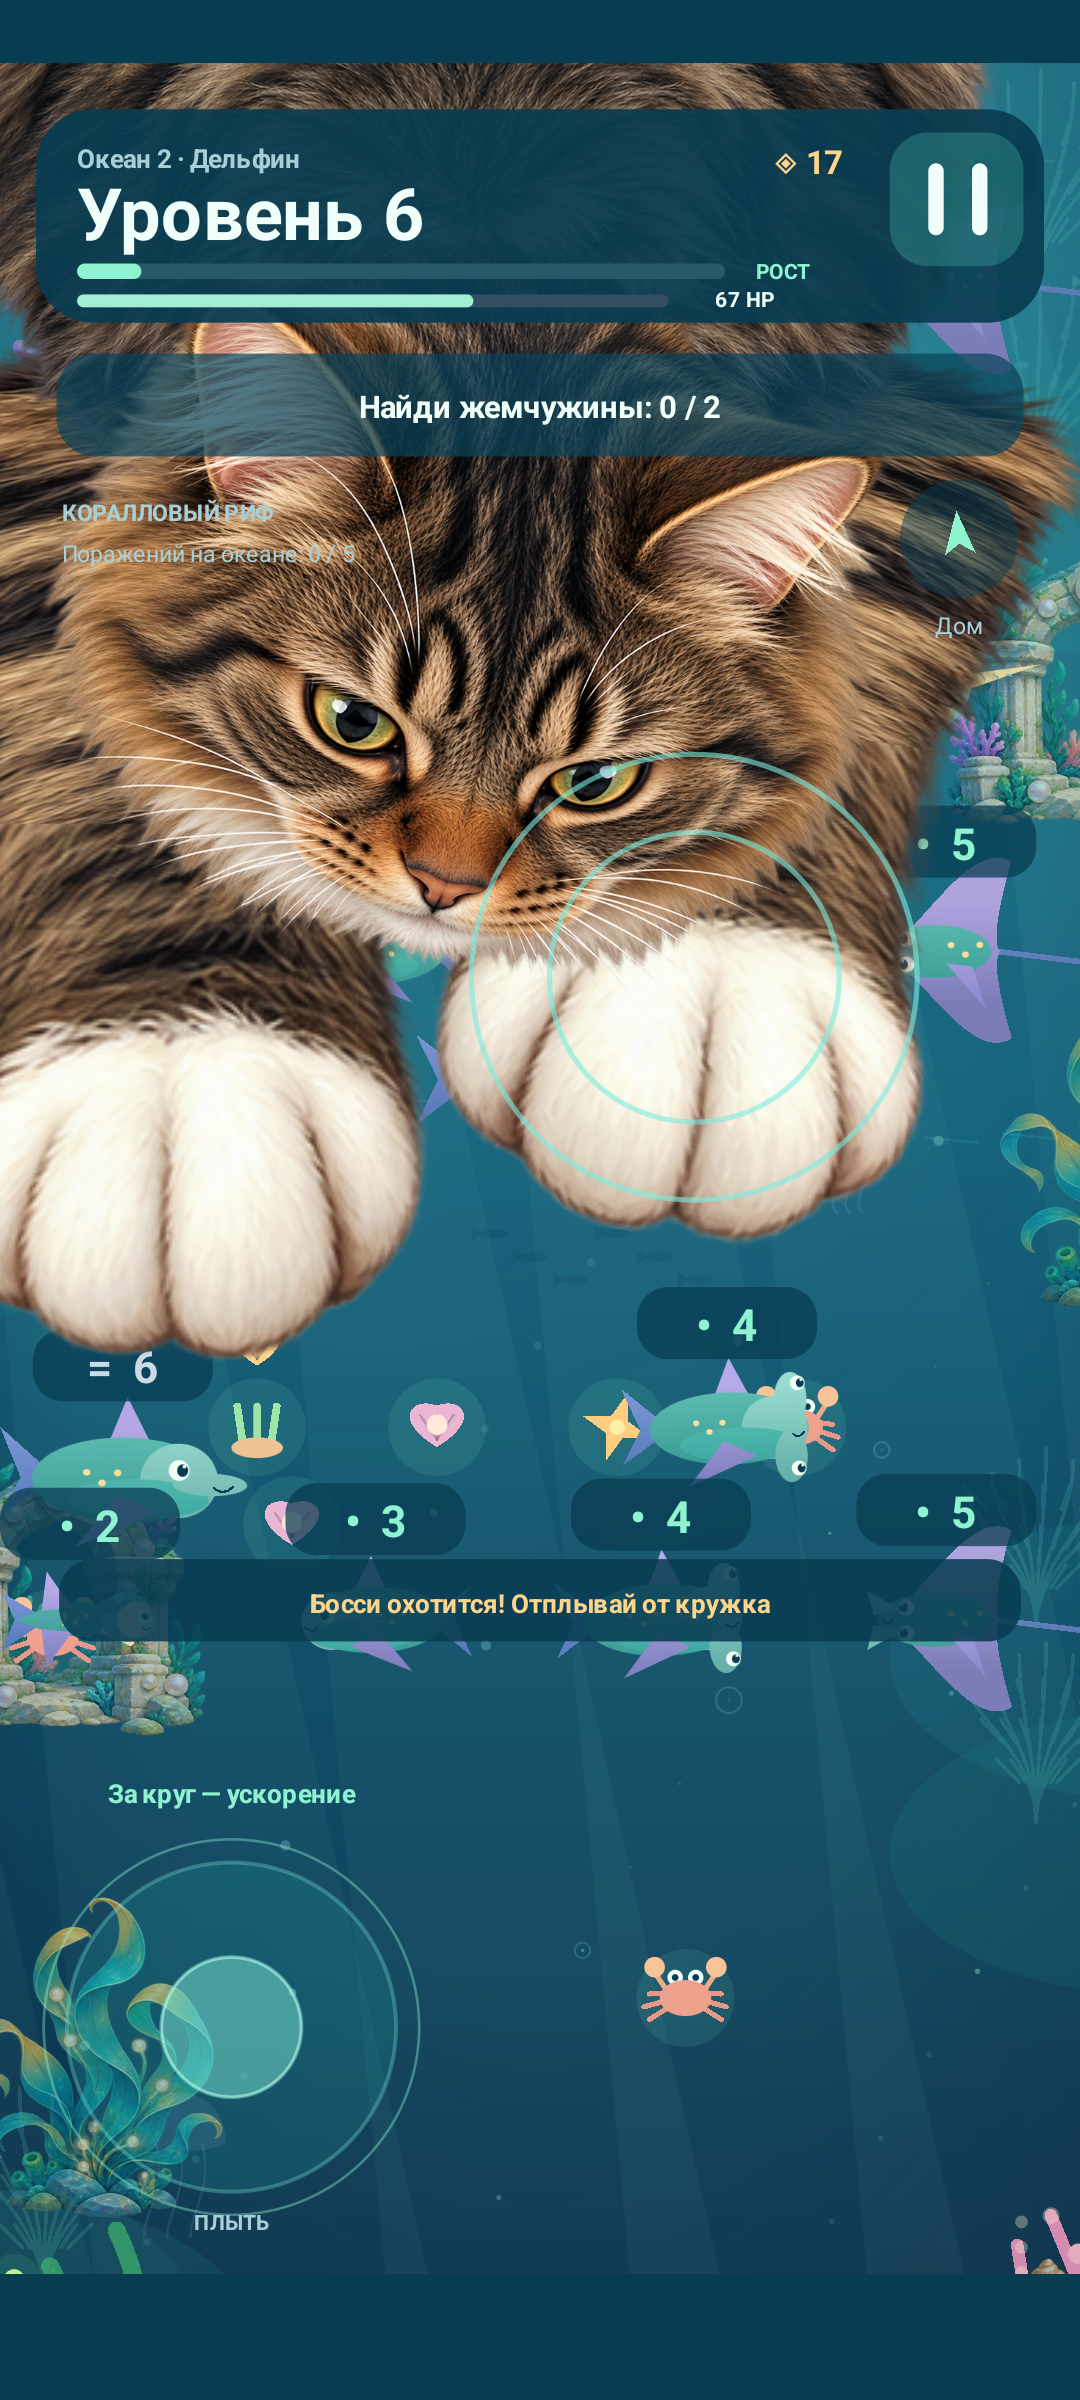 Океан 2 · Дельфин
17
Уровень 6
РОСТ
67 HP
Найди жемчужины: 0 / 2
КОРАЛЛОВЫЙ РИФ
Поражений на океане: 0 / 5
Дом
• 5
• 4
= 6
• 2
• 3
• 4
• 5
Босси охотится! Отплывай от кружка
За круг — ускорение
ПЛЫТЬ